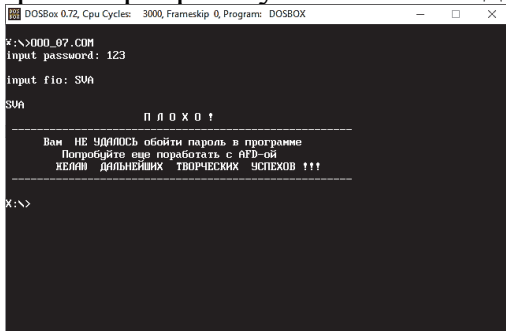 DOSBox 0.72, Cpu Cycles: 3000, Frameskip 0, Program: DOSBOX
X:\>OOO_07.COM
input password: 123
input fio: SVA
SVA
П Л О Х О !
Вам НЕ УДАЛОСЬ обойти пароль в программе
Попробуйте еще поработать с AFD-ой
ЖЕЛАЮ ДАЛЬНЕЙШИХ ТВОРЧЕСКИХ УСПЕХОВ !!!
X:\>